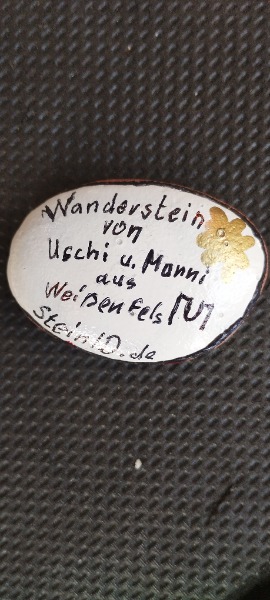 Wanderstein
von
Uschi u. Manni
aus
Weißenfels
SteinID.de